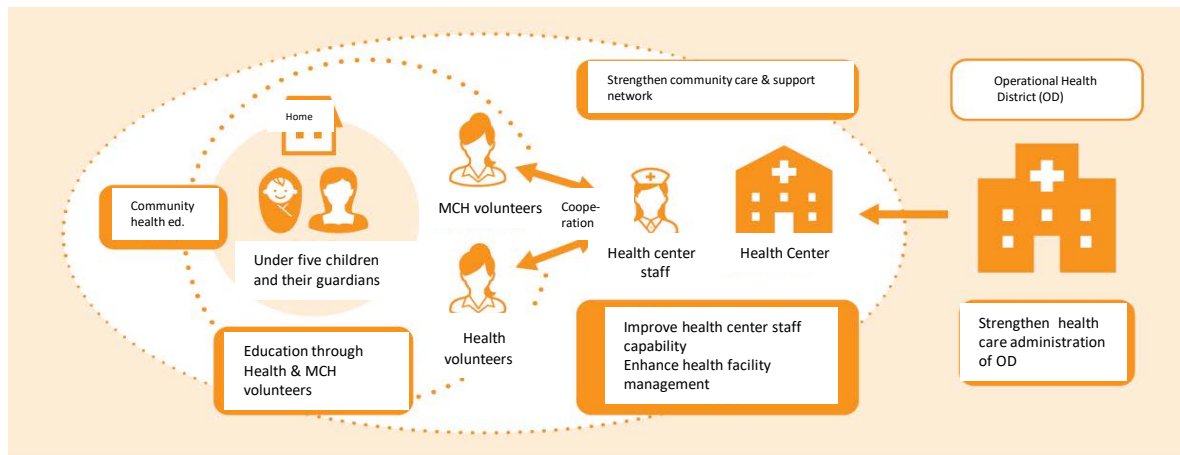 Strengthen community care & support
network
Operational Health
District (OD)
Home
Community
health ed.
MCH volunteers
Coope-
ration
Under five children
and their guardians
Health center
staff
Health Center
Health
volunteers
Education through
Health & MCH
volunteers
Improve health center staff
capability
Enhance health facility
management
Strengthen health
care administration
of OD